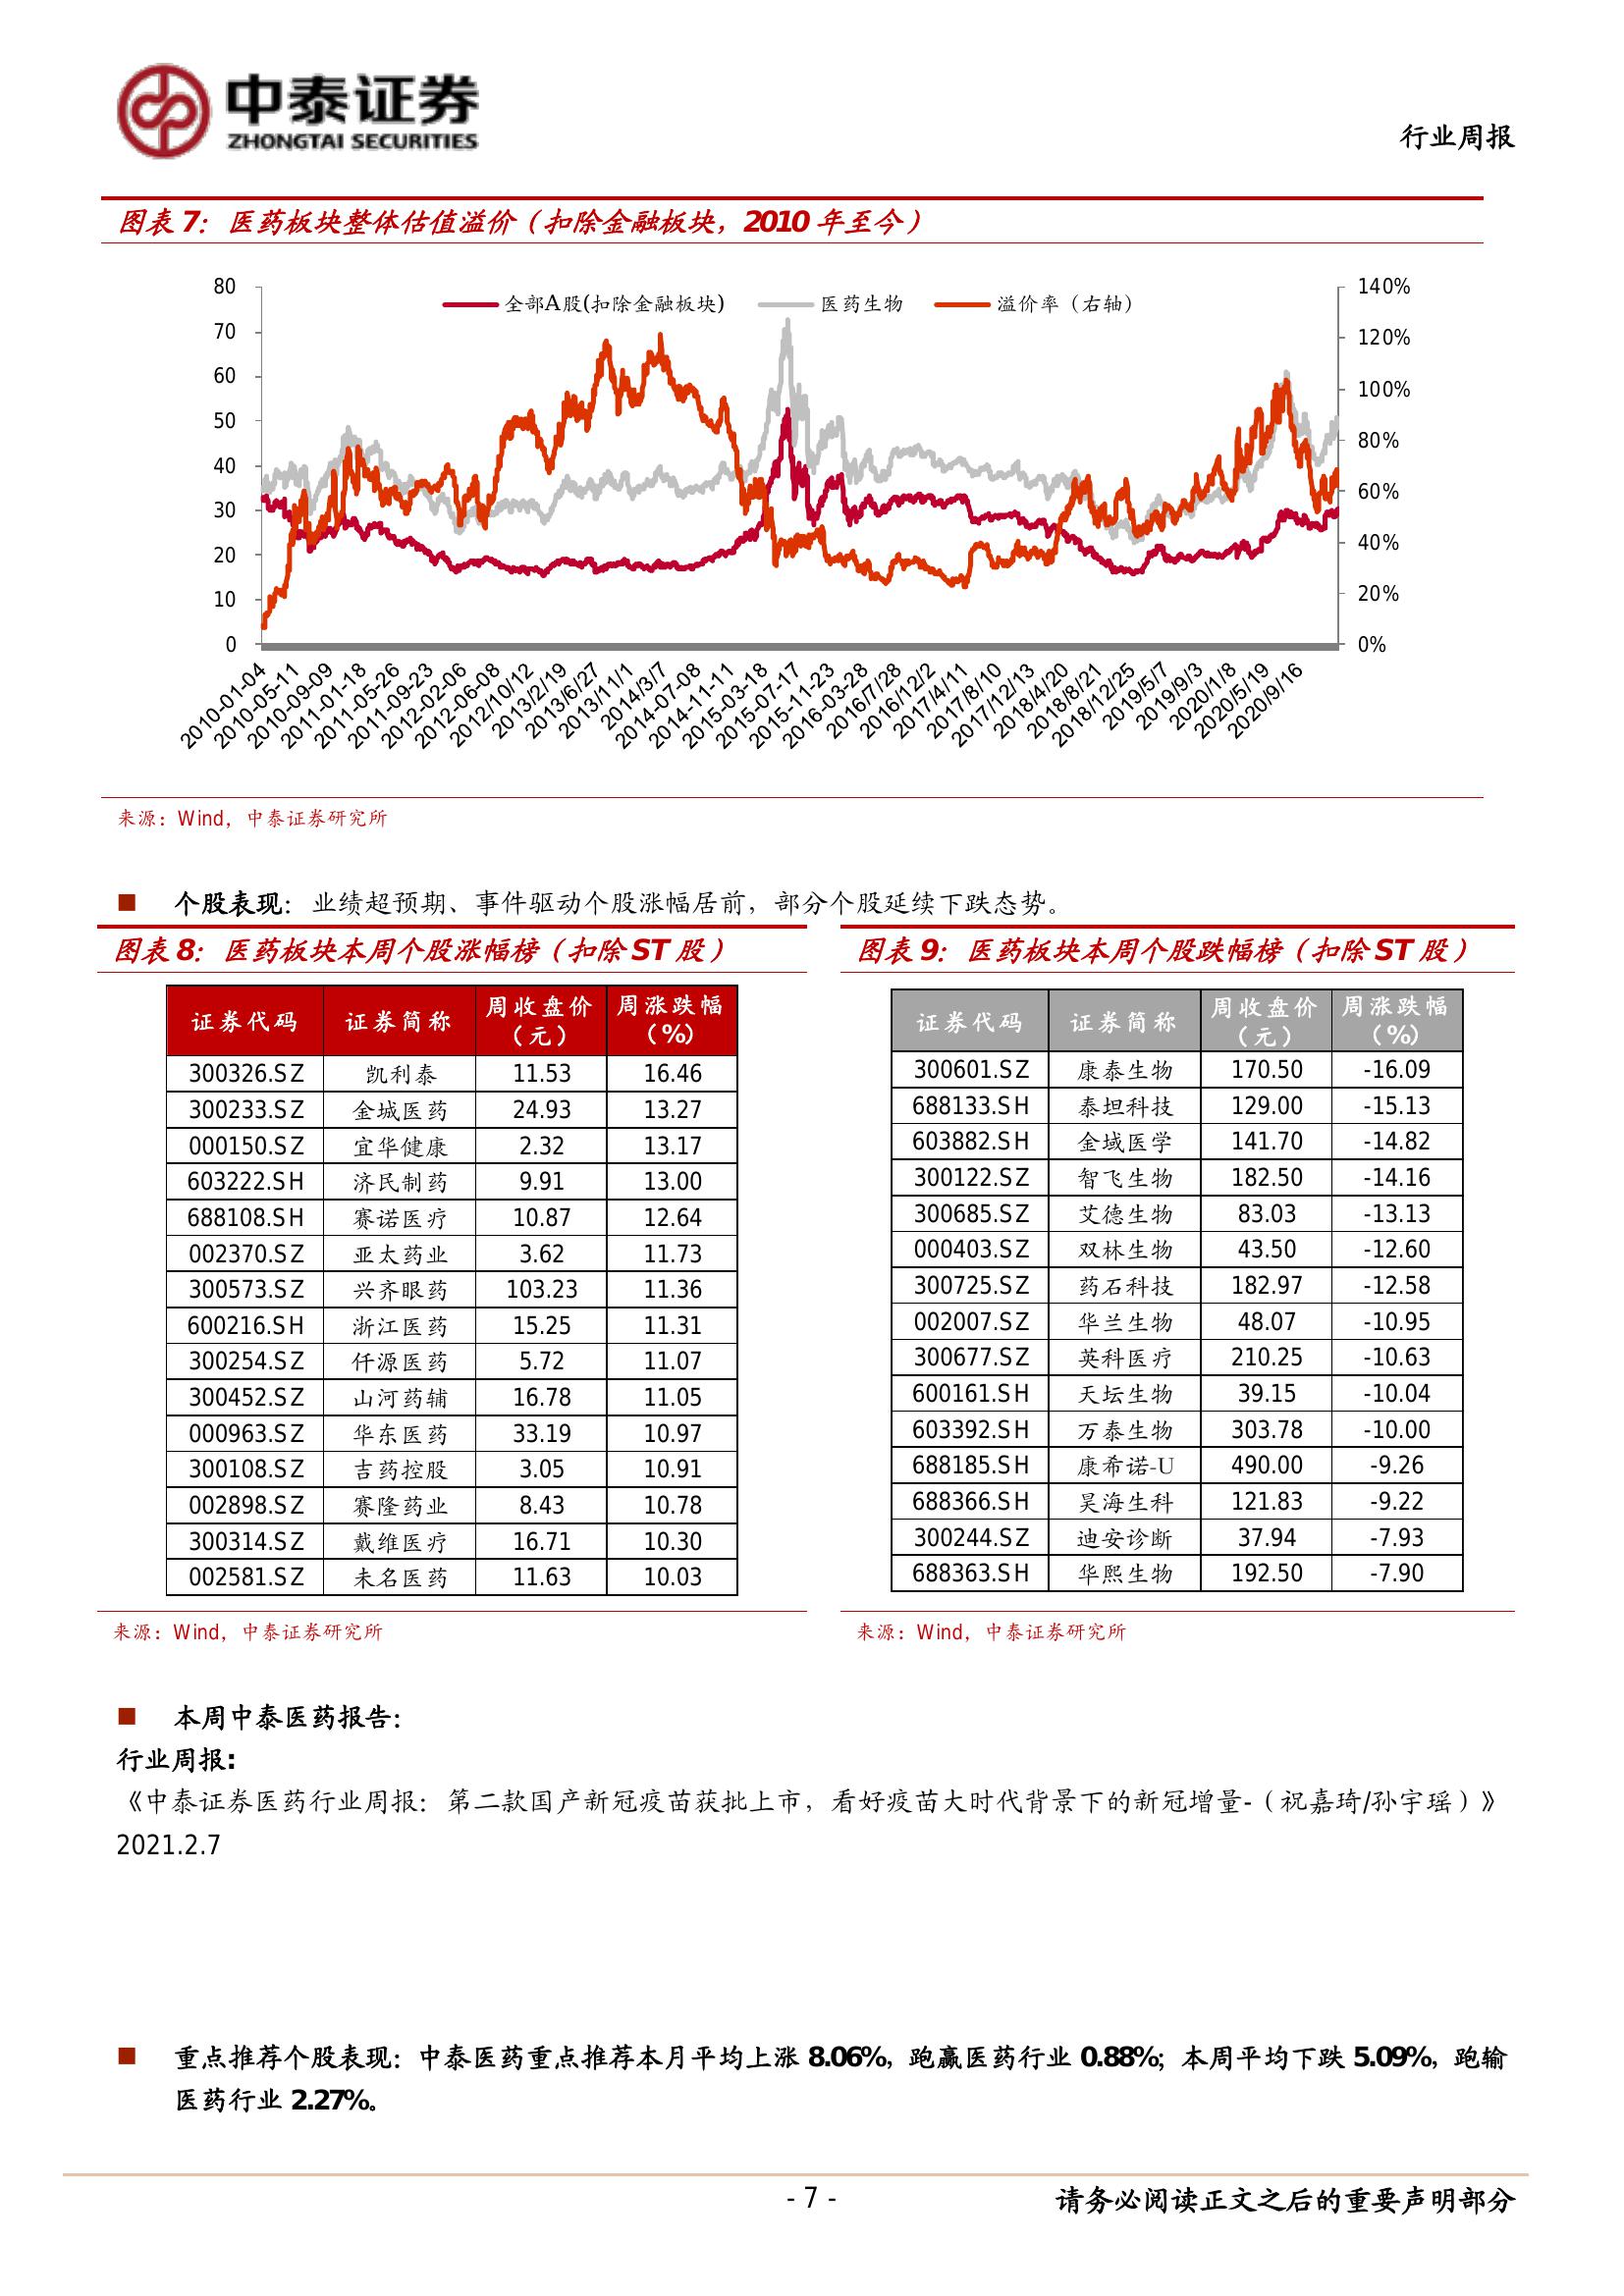 中泰证券
ZHONGTAI SECURITIES
行业周报
图表 7：医药板块整体估值溢价（扣除金融板块，2010 年至今）
全部A股(扣除金融板块) 医药生物 溢价率（右轴）
80
70
60
50
40
30
20
10
0
140%
120%
100%
80%
60%
40%
20%
0%
2010-01-04
2010-05-11
2010-09-09
2011-01-18
2011-05-26
2011-09-23
2012-02-06
2012-06-08
2012/10/12
2013/2/19
2013/6/27
2013/11/1
2014/3/7
2014-07-08
2014-11-11
2015-03-18
2015-07-17
2015-11-23
2016-03-28
2016/7/28
2016/12/2
2017/4/11
2017/8/10
2017/12/13
2018/4/20
2018/8/21
2018/12/25
2019/5/7
2019/9/3
2020/1/8
2020/5/19
2020/9/16
来源：Wind，中泰证券研究所
■ 个股表现：业绩超预期、事件驱动个股涨幅居前，部分个股延续下跌态势。
图表 8：医药板块本周个股涨幅榜（扣除 ST 股）
证券代码 证券简称 周收盘价（元） 周涨跌幅（%）
300326.SZ 凯利泰 11.53 16.46
300233.SZ 金城医药 24.93 13.27
000150.SZ 宜华健康 2.32 13.17
603222.SH 济民制药 9.91 13.00
688108.SH 赛诺医疗 10.87 12.64
002370.SZ 亚太药业 3.62 11.73
300573.SZ 兴齐眼药 103.23 11.36
600216.SH 浙江医药 15.25 11.31
300254.SZ 仟源医药 5.72 11.07
300452.SZ 山河药辅 16.78 11.05
000963.SZ 华东医药 33.19 10.97
300108.SZ 吉药控股 3.05 10.91
002898.SZ 赛隆药业 8.43 10.78
300314.SZ 戴维医疗 16.71 10.30
002581.SZ 未名医药 11.63 10.03
来源：Wind，中泰证券研究所
图表 9：医药板块本周个股跌幅榜（扣除 ST 股）
证券代码 证券简称 周收盘价（元） 周涨跌幅（%）
300601.SZ 康泰生物 170.50 -16.09
688133.SH 泰坦科技 129.00 -15.13
603882.SH 金域医学 141.70 -14.82
300122.SZ 智飞生物 182.50 -14.16
300685.SZ 艾德生物 83.03 -13.13
000403.SZ 双林生物 43.50 -12.60
300725.SZ 药石科技 182.97 -12.58
002007.SZ 华兰生物 48.07 -10.95
300677.SZ 英科医疗 210.25 -10.63
600161.SH 天坛生物 39.15 -10.04
603392.SH 万泰生物 303.78 -10.00
688185.SH 康希诺-U 490.00 -9.26
688366.SH 昊海生科 121.83 -9.22
300244.SZ 迪安诊断 37.94 -7.93
688363.SH 华熙生物 192.50 -7.90
来源：Wind，中泰证券研究所
■ 本周中泰医药报告：
行业周报:
《中泰证券医药行业周报：第二款国产新冠疫苗获批上市，看好疫苗大时代背景下的新冠增量-（祝嘉琦/孙宇瑶）》
2021.2.7
■ 重点推荐个股表现：中泰医药重点推荐本月平均上涨 8.06%，跑赢医药行业 0.88%；本周平均下跌 5.09%，跑输
医药行业 2.27%。
- 7 -
请务必阅读正文之后的重要声明部分